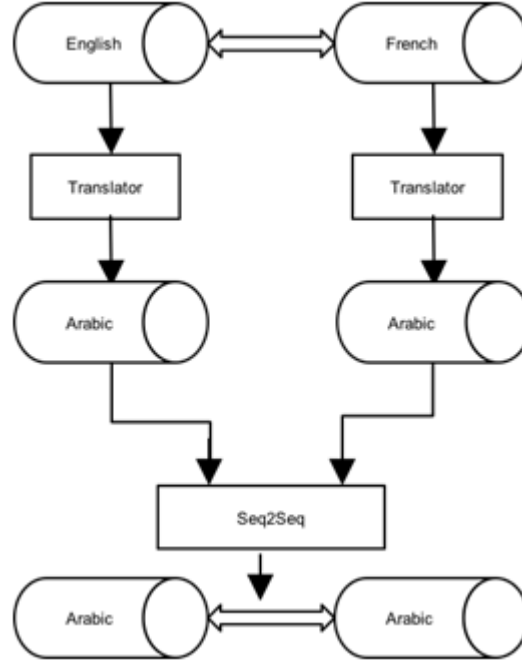 English
French
Translator
Translator
Arabic
Arabic
Seq2Seq
Arabic
Arabic